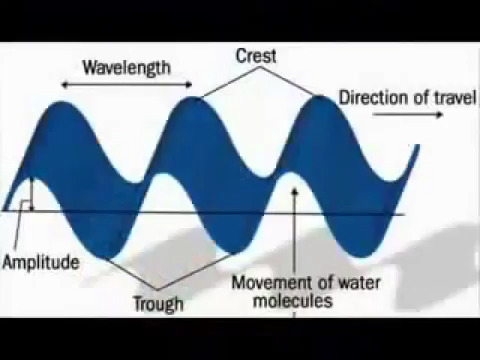 Crest
Wavelength
Direction of travel
Amplitude
Trough
Movement of water
molecules